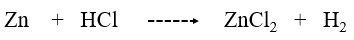 Zn + HCl ------> ZnCl₂ + H₂